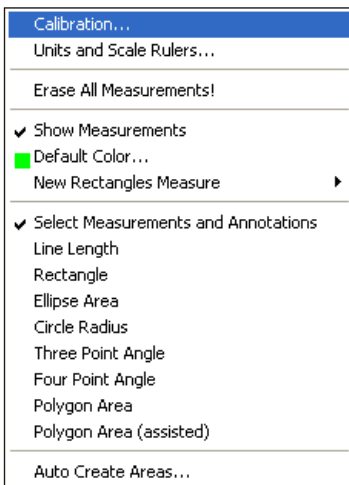 Calibration...
Units and Scale Rulers...
Erase All Measurements!
Show Measurements
Default Color...
New Rectangles Measure
Select Measurements and Annotations
Line Length
Rectangle
Ellipse Area
Circle Radius
Three Point Angle
Four Point Angle
Polygon Area
Polygon Area (assisted)
Auto Create Areas...